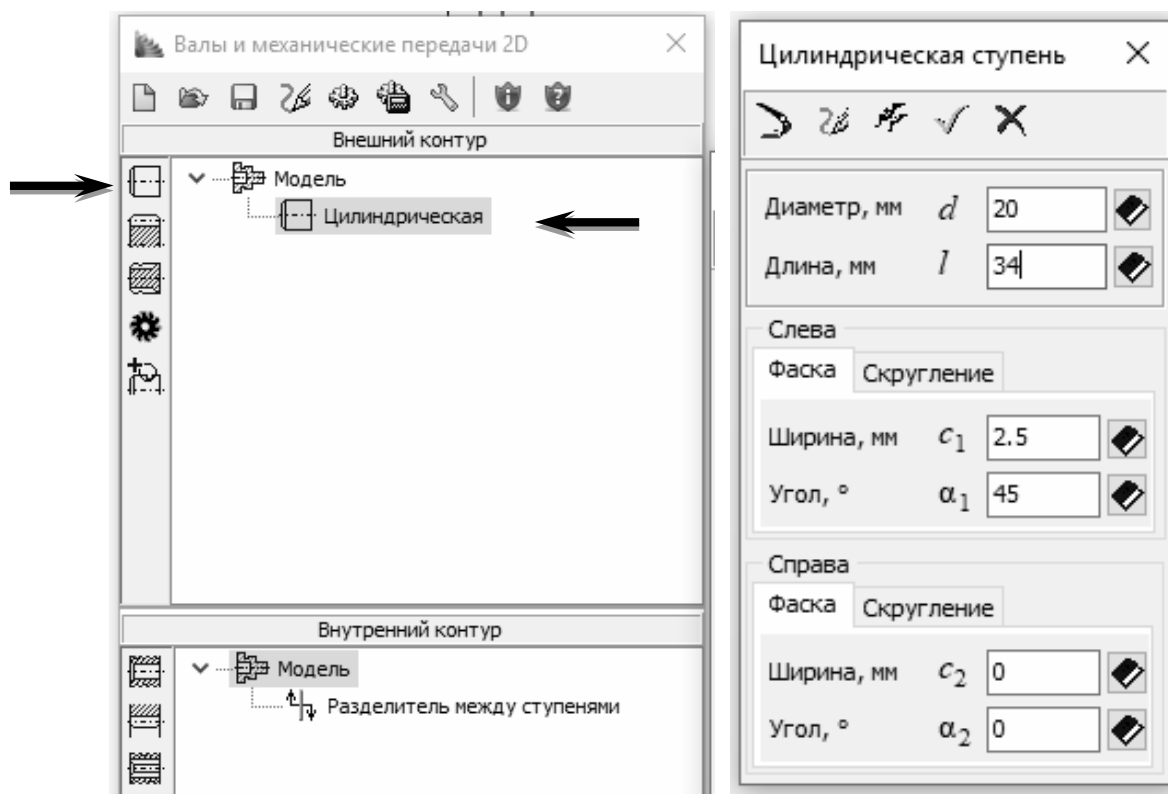 Валы и механические передачи 2D
Внешний контур
Модель
Цилиндрическая
Внутренний контур
Модель
Разделитель между ступенями
Цилиндрическая ступень
Диаметр, мм d 20
Длина, мм l 34
Слева
Фаска Скругление
Ширина, мм c1 2.5
Угол, ° α1 45
Справа
Фаска Скругление
Ширина, мм c2 0
Угол, ° α2 0